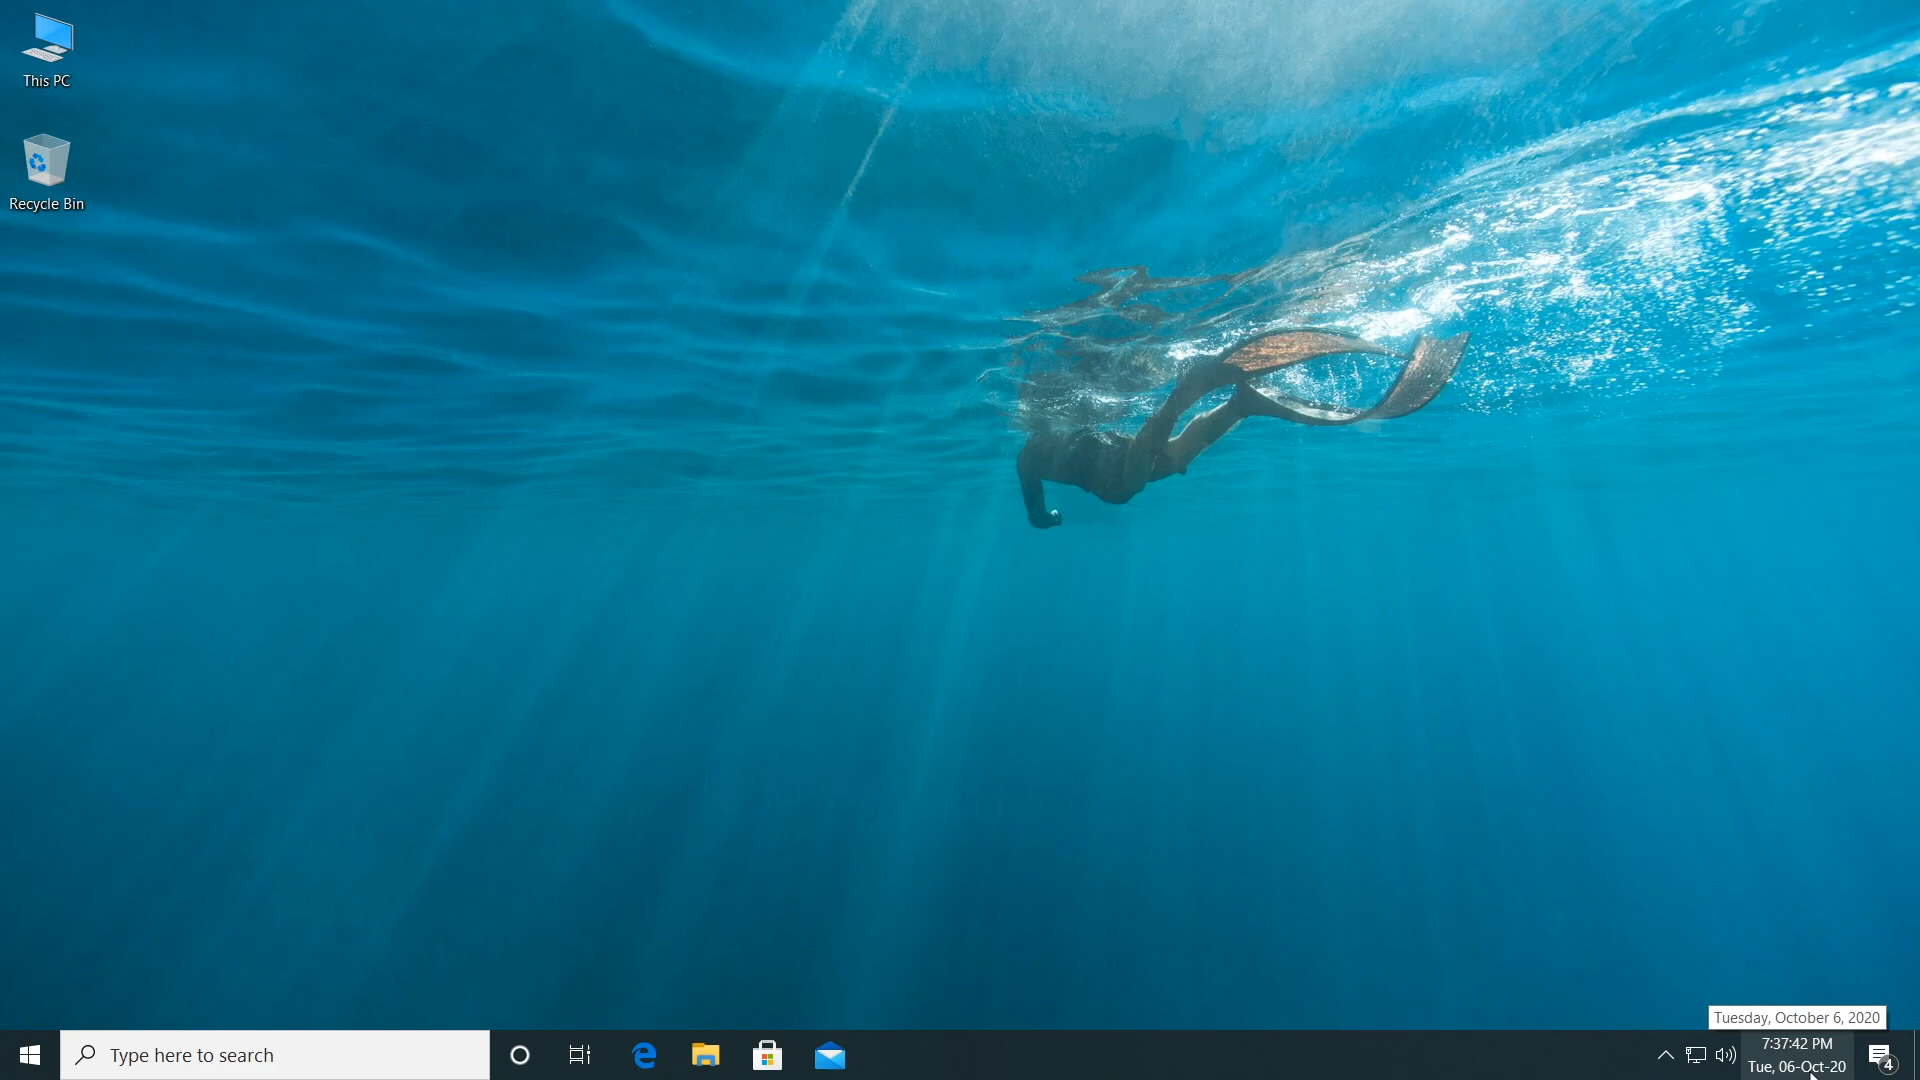 This PC
Recycle Bin
Tuesday, October 6, 2020
Type here to search
7:37:42 PM
Tue, 06-Oct-20
4